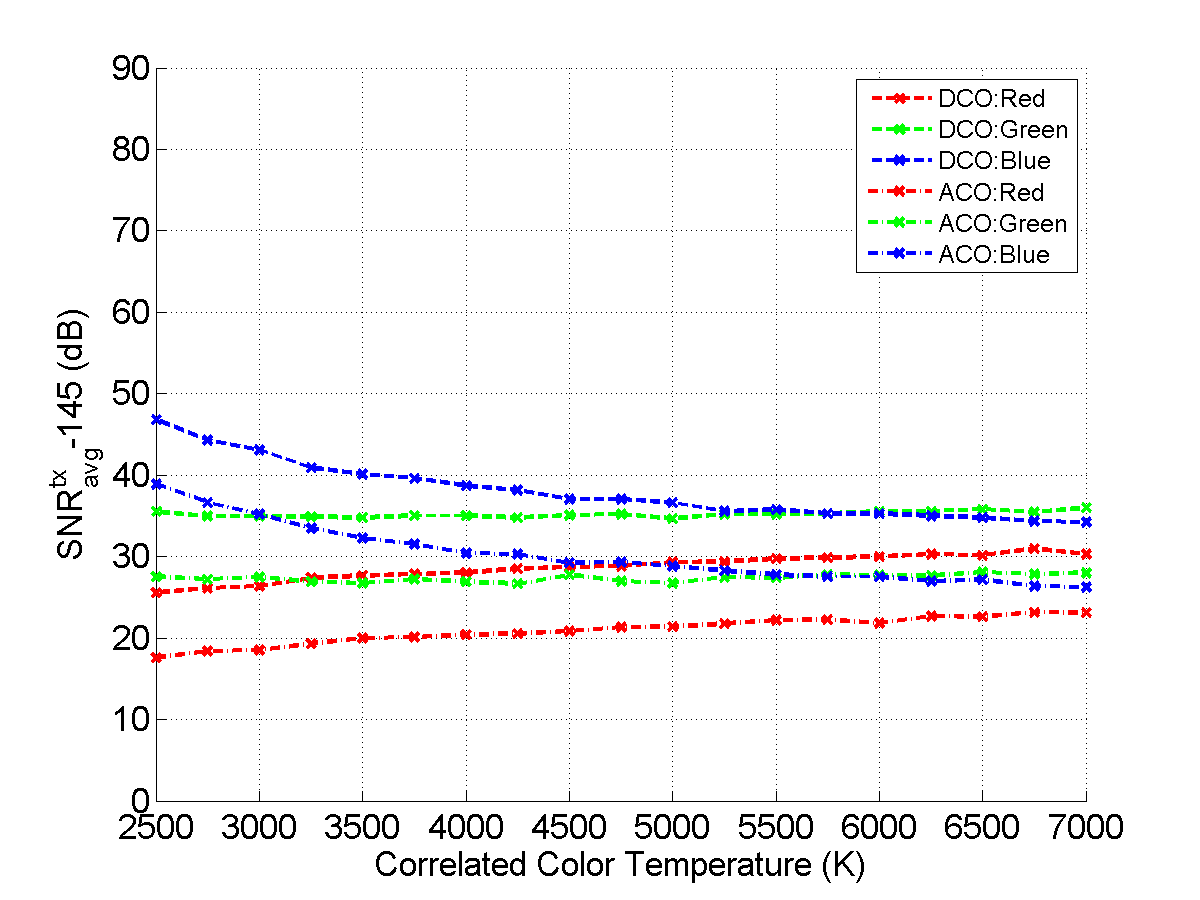 90
80
70
60
50
40
30
20
10
0
2500 3000 3500 4000 4500 5000 5500 6000 6500 7000
Correlated Color Temperature (K)
SNR^tx_avg-145 (dB)
DCO:Red
DCO:Green
DCO:Blue
ACO:Red
ACO:Green
ACO:Blue